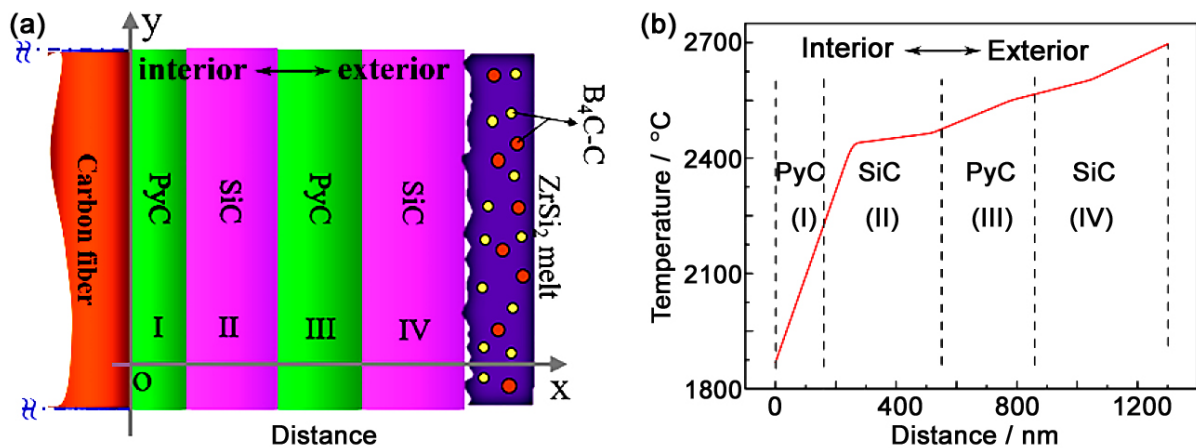 (a)
y
interior ↔ exterior
Carbon fiber
PyC
SiC
PyC
SiC
I
II
III
IV
O
x
Distance
B₄C-C
ZrSi₂ melt
(b)
Temperature / °C
2700
2400
2100
1800
Interior ↔ Exterior
PyC
(I)
SiC
(II)
PyC
(III)
SiC
(IV)
0
400
800
1200
Distance / nm